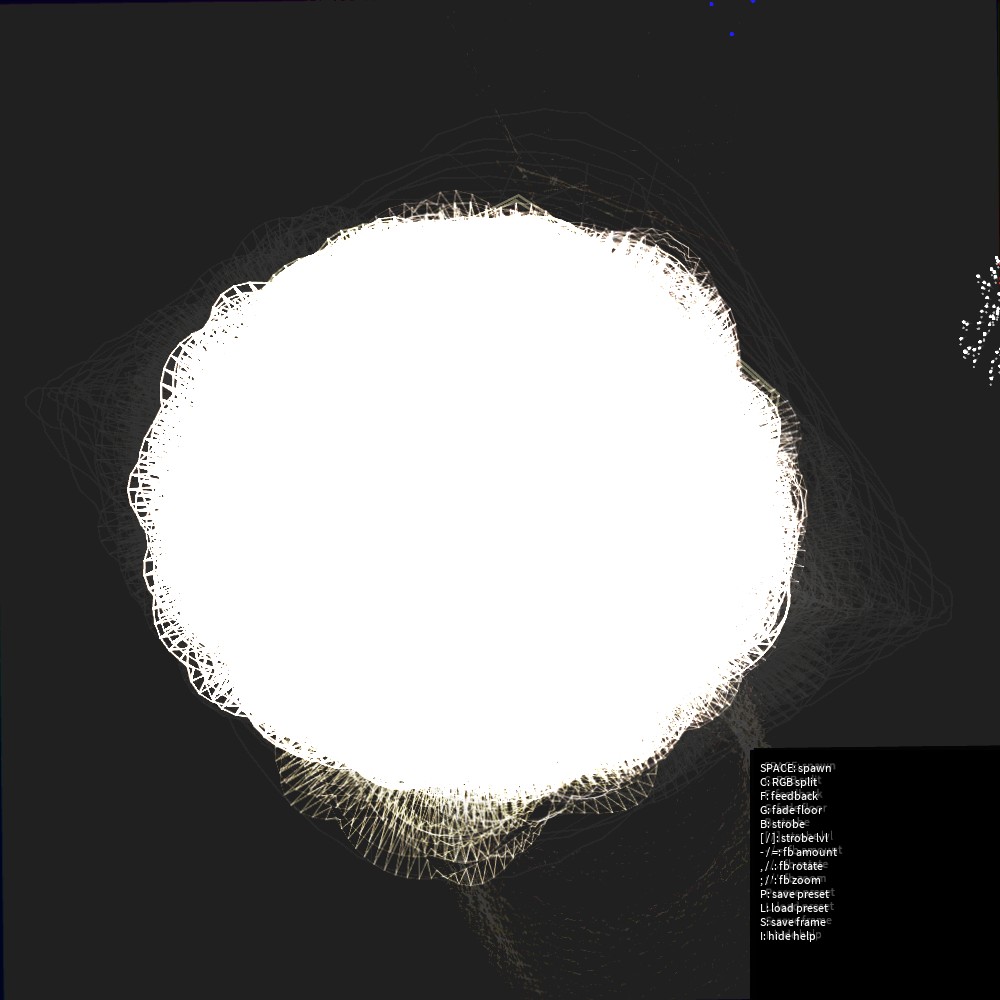 SPACE: spawn
C: RGB split
F: feedback
G: fade floor
B: strobe
[ / ]: strobe lvl
- / =: fb amount
, / .: fb rotate
; / ': fb zoom
P: save preset
L: load preset
S: save frame
I: hide help